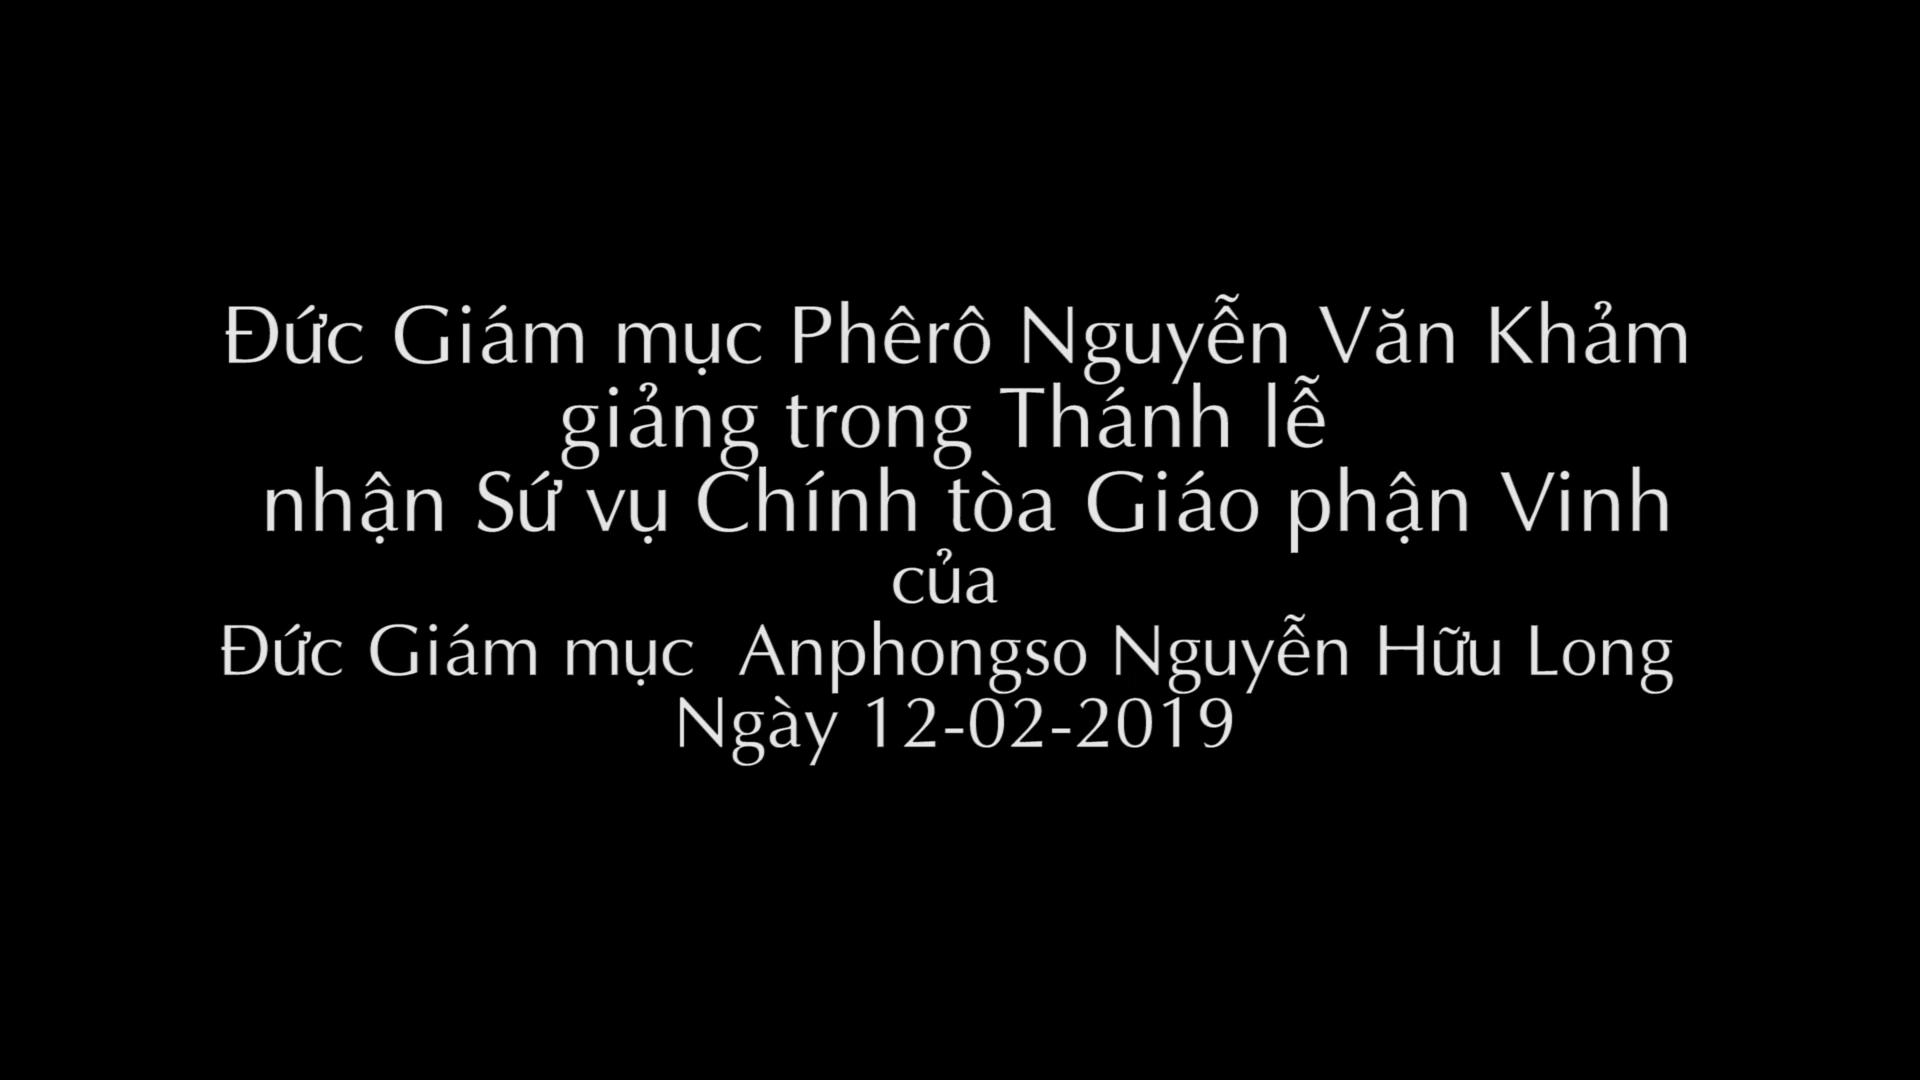 Đức Giám mục Phêrô Nguyễn Văn Khảm
giảng trong Thánh lễ
nhận Sứ vụ Chính tòa Giáo phận Vinh
của
Đức Giám mục Anphongso Nguyễn Hữu Long
Ngày 12-02-2019